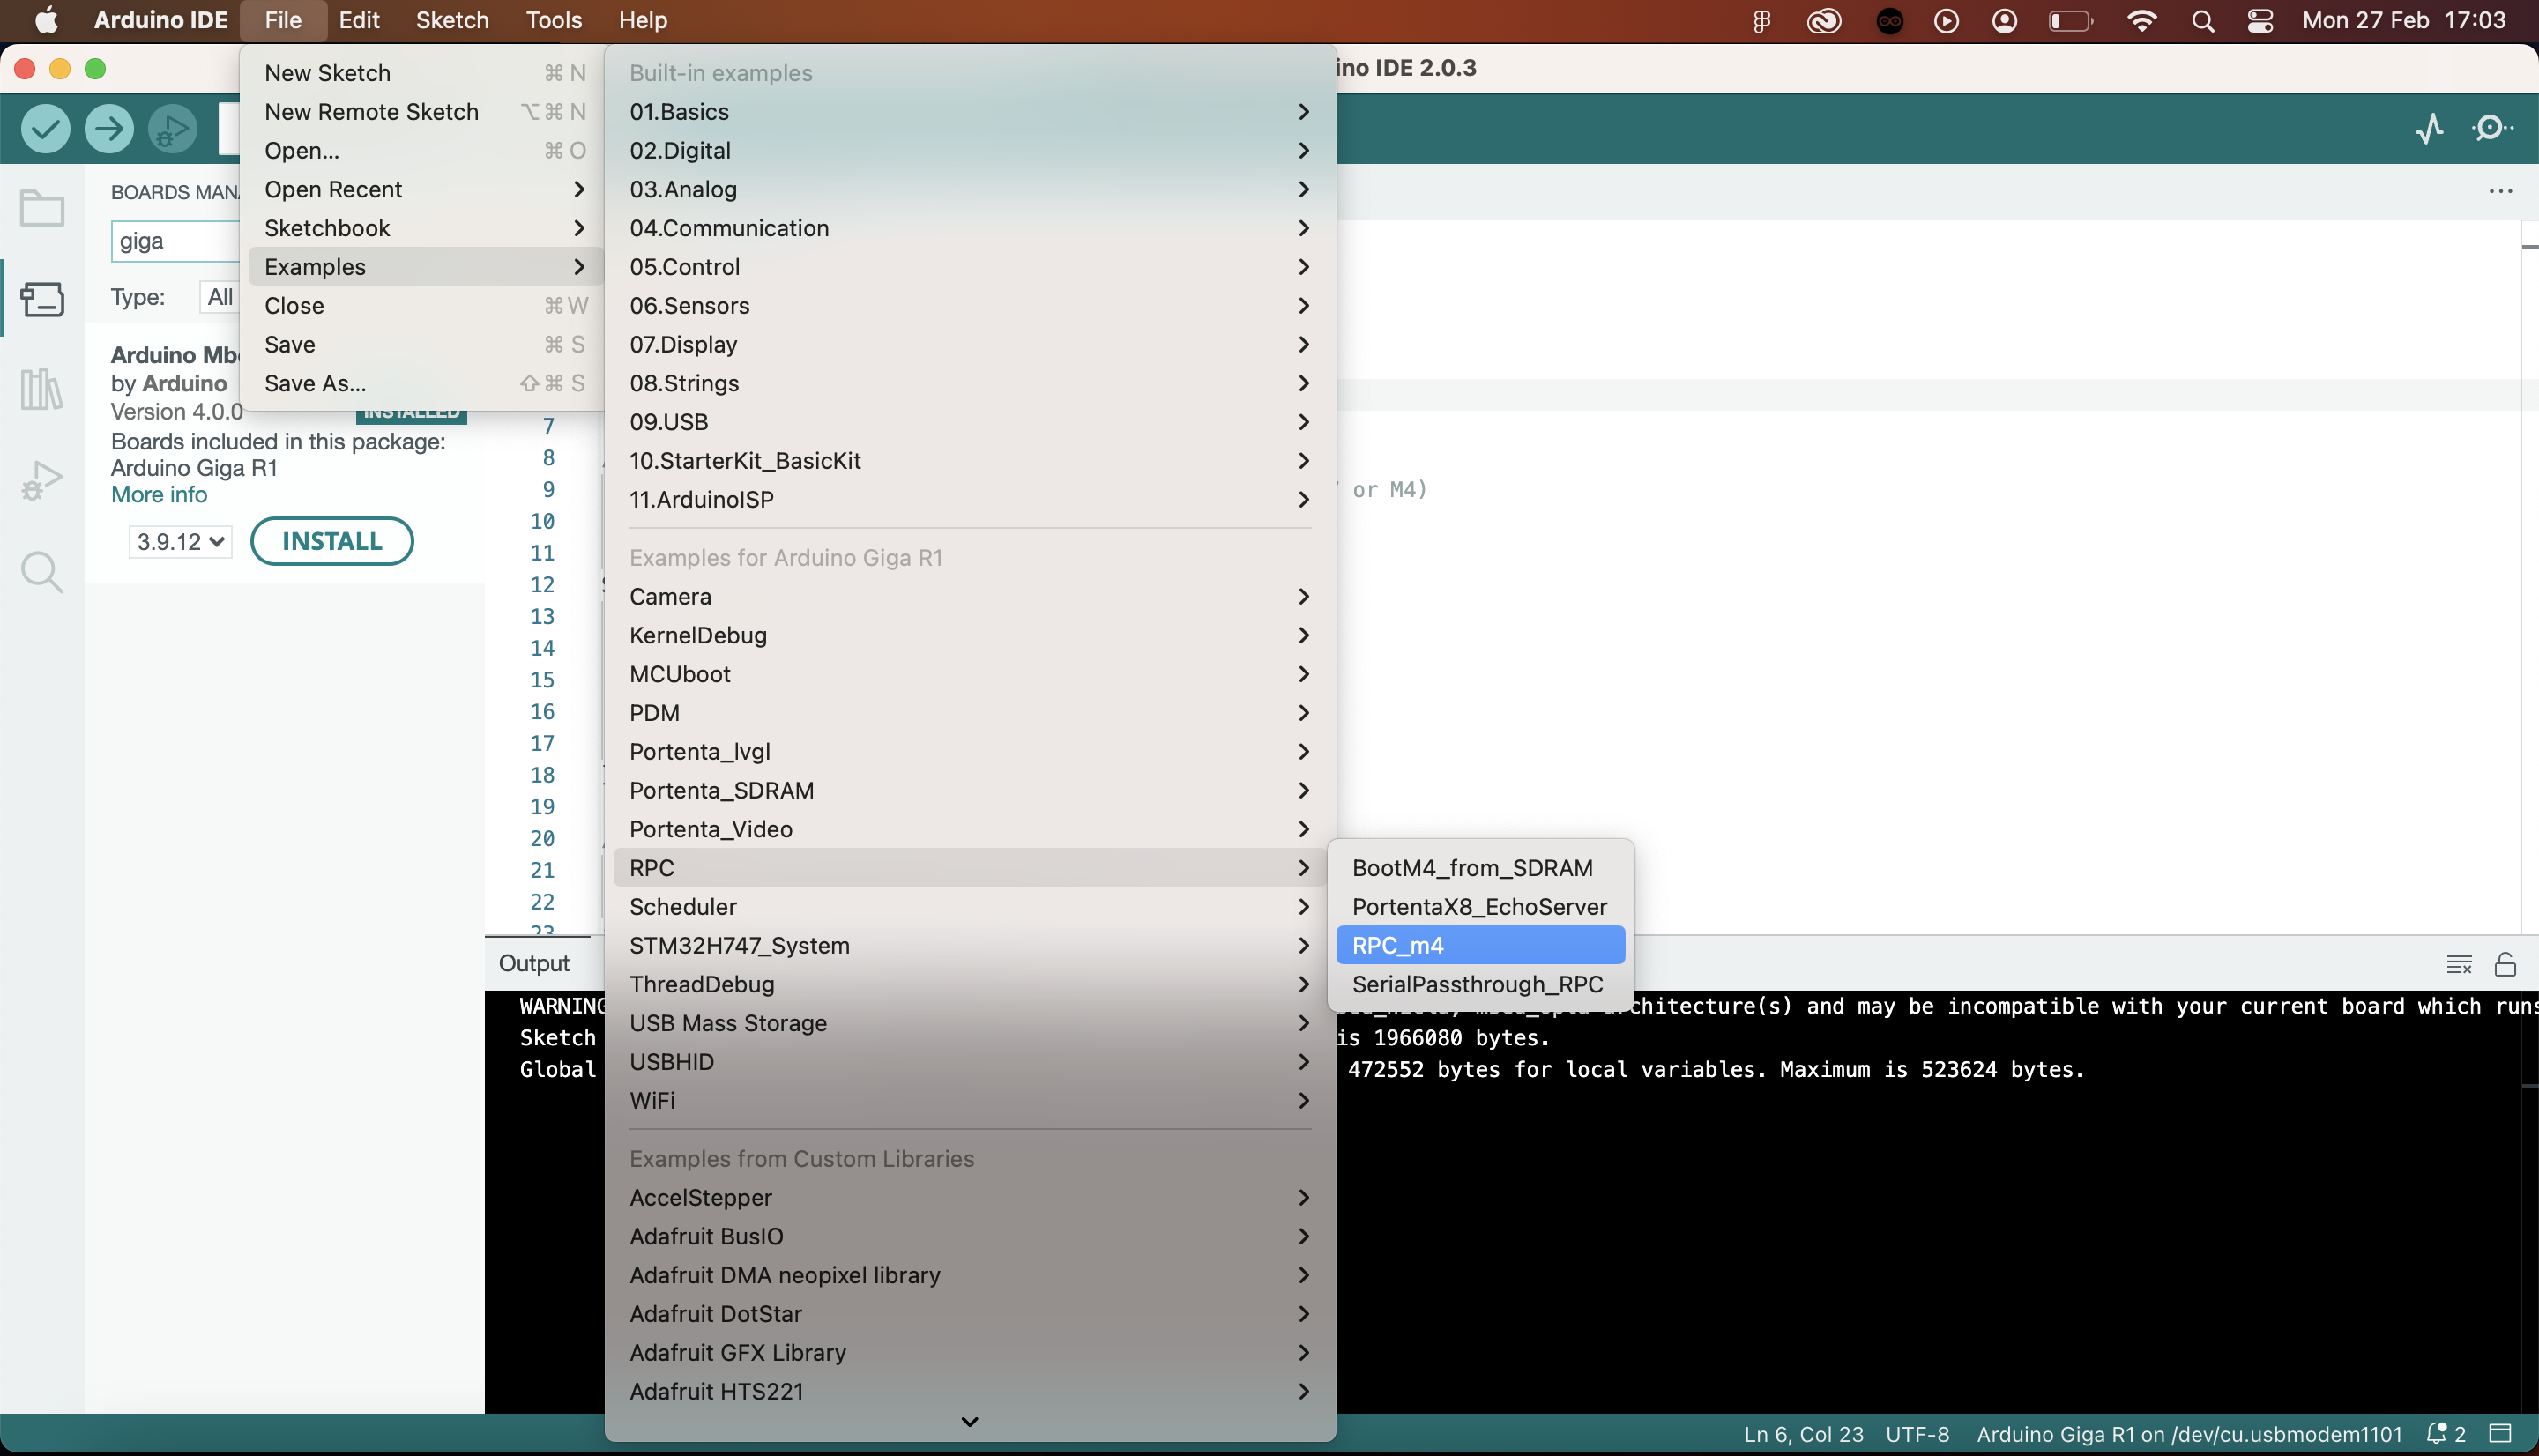 Arduino IDE File Edit Sketch Tools Help Mon 27 Feb 17:03
ino IDE 2.0.3
New Sketch ⌘ N
New Remote Sketch ⌥ ⌘ N
Open... ⌘ O
Open Recent
Sketchbook
Examples
Close ⌘ W
Save ⌘ S
Save As... ⇧ ⌘ S
Built-in examples
01.Basics
02.Digital
03.Analog
04.Communication
05.Control
06.Sensors
07.Display
08.Strings
09.USB
10.StarterKit_BasicKit
11.ArduinoISP
Examples for Arduino Giga R1
Camera
KernelDebug
MCUboot
PDM
Portenta_lvgl
Portenta_SDRAM
Portenta_Video
RPC
Scheduler
STM32H747_System
ThreadDebug
USB Mass Storage
USBHID
WiFi
Examples from Custom Libraries
AccelStepper
Adafruit BusIO
Adafruit DMA neopixel library
Adafruit DotStar
Adafruit GFX Library
Adafruit HTS221
BootM4_from_SDRAM
PortentaX8_EchoServer
RPC_m4
SerialPassthrough_RPC
BOARDS MAN
giga
Type: All
Arduino Mb
by Arduino
Version 4.0.0 INSTALLED
Boards included in this package:
Arduino Giga R1
More info
3.9.12 INSTALL
7
8
9 or M4)
10
11
12
13
14
15
16
17
18
19
20
21
22
23
Output
WARNING chitecture(s) and may be incompatible with your current board which runs
Sketch is 1966080 bytes.
Global 472552 bytes for local variables. Maximum is 523624 bytes.
Ln 6, Col 23 UTF-8 Arduino Giga R1 on /dev/cu.usbmodem1101 2